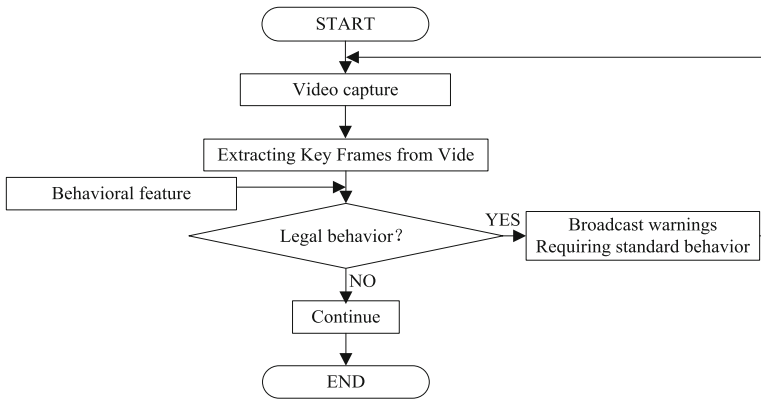 START
Video capture
Extracting Key Frames from Vide
Behavioral feature
Legal behavior?
YES
Broadcast warnings
Requiring standard behavior
NO
Continue
END